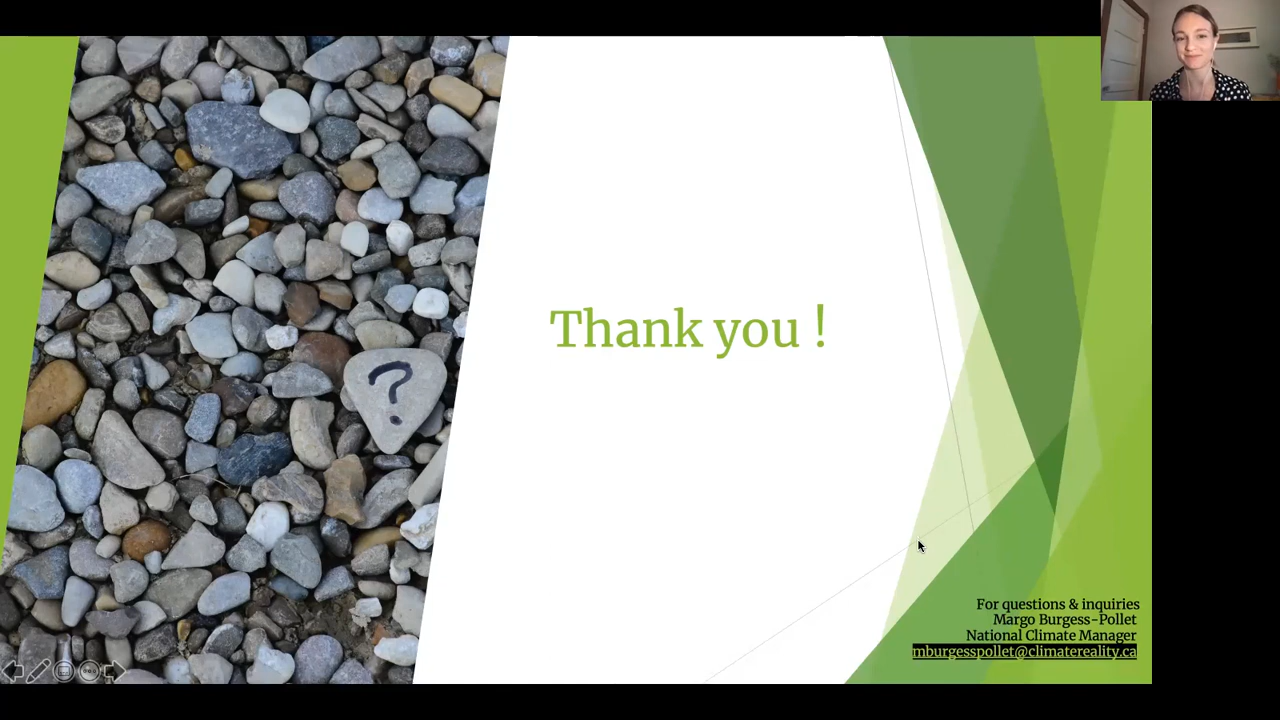 ?
Thank you !
For questions & inquiries
Margo Burgess-Pollet
National Climate Manager
mburgesspollet@climatereality.ca